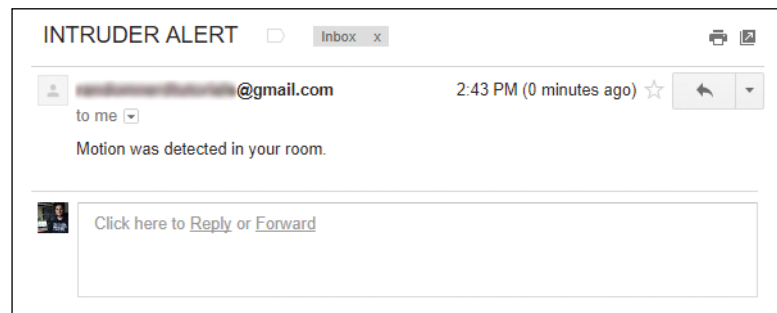 INTRUDER ALERT Inbox x
@gmail.com 2:43 PM (0 minutes ago)
to me
Motion was detected in your room.
Click here to Reply or Forward